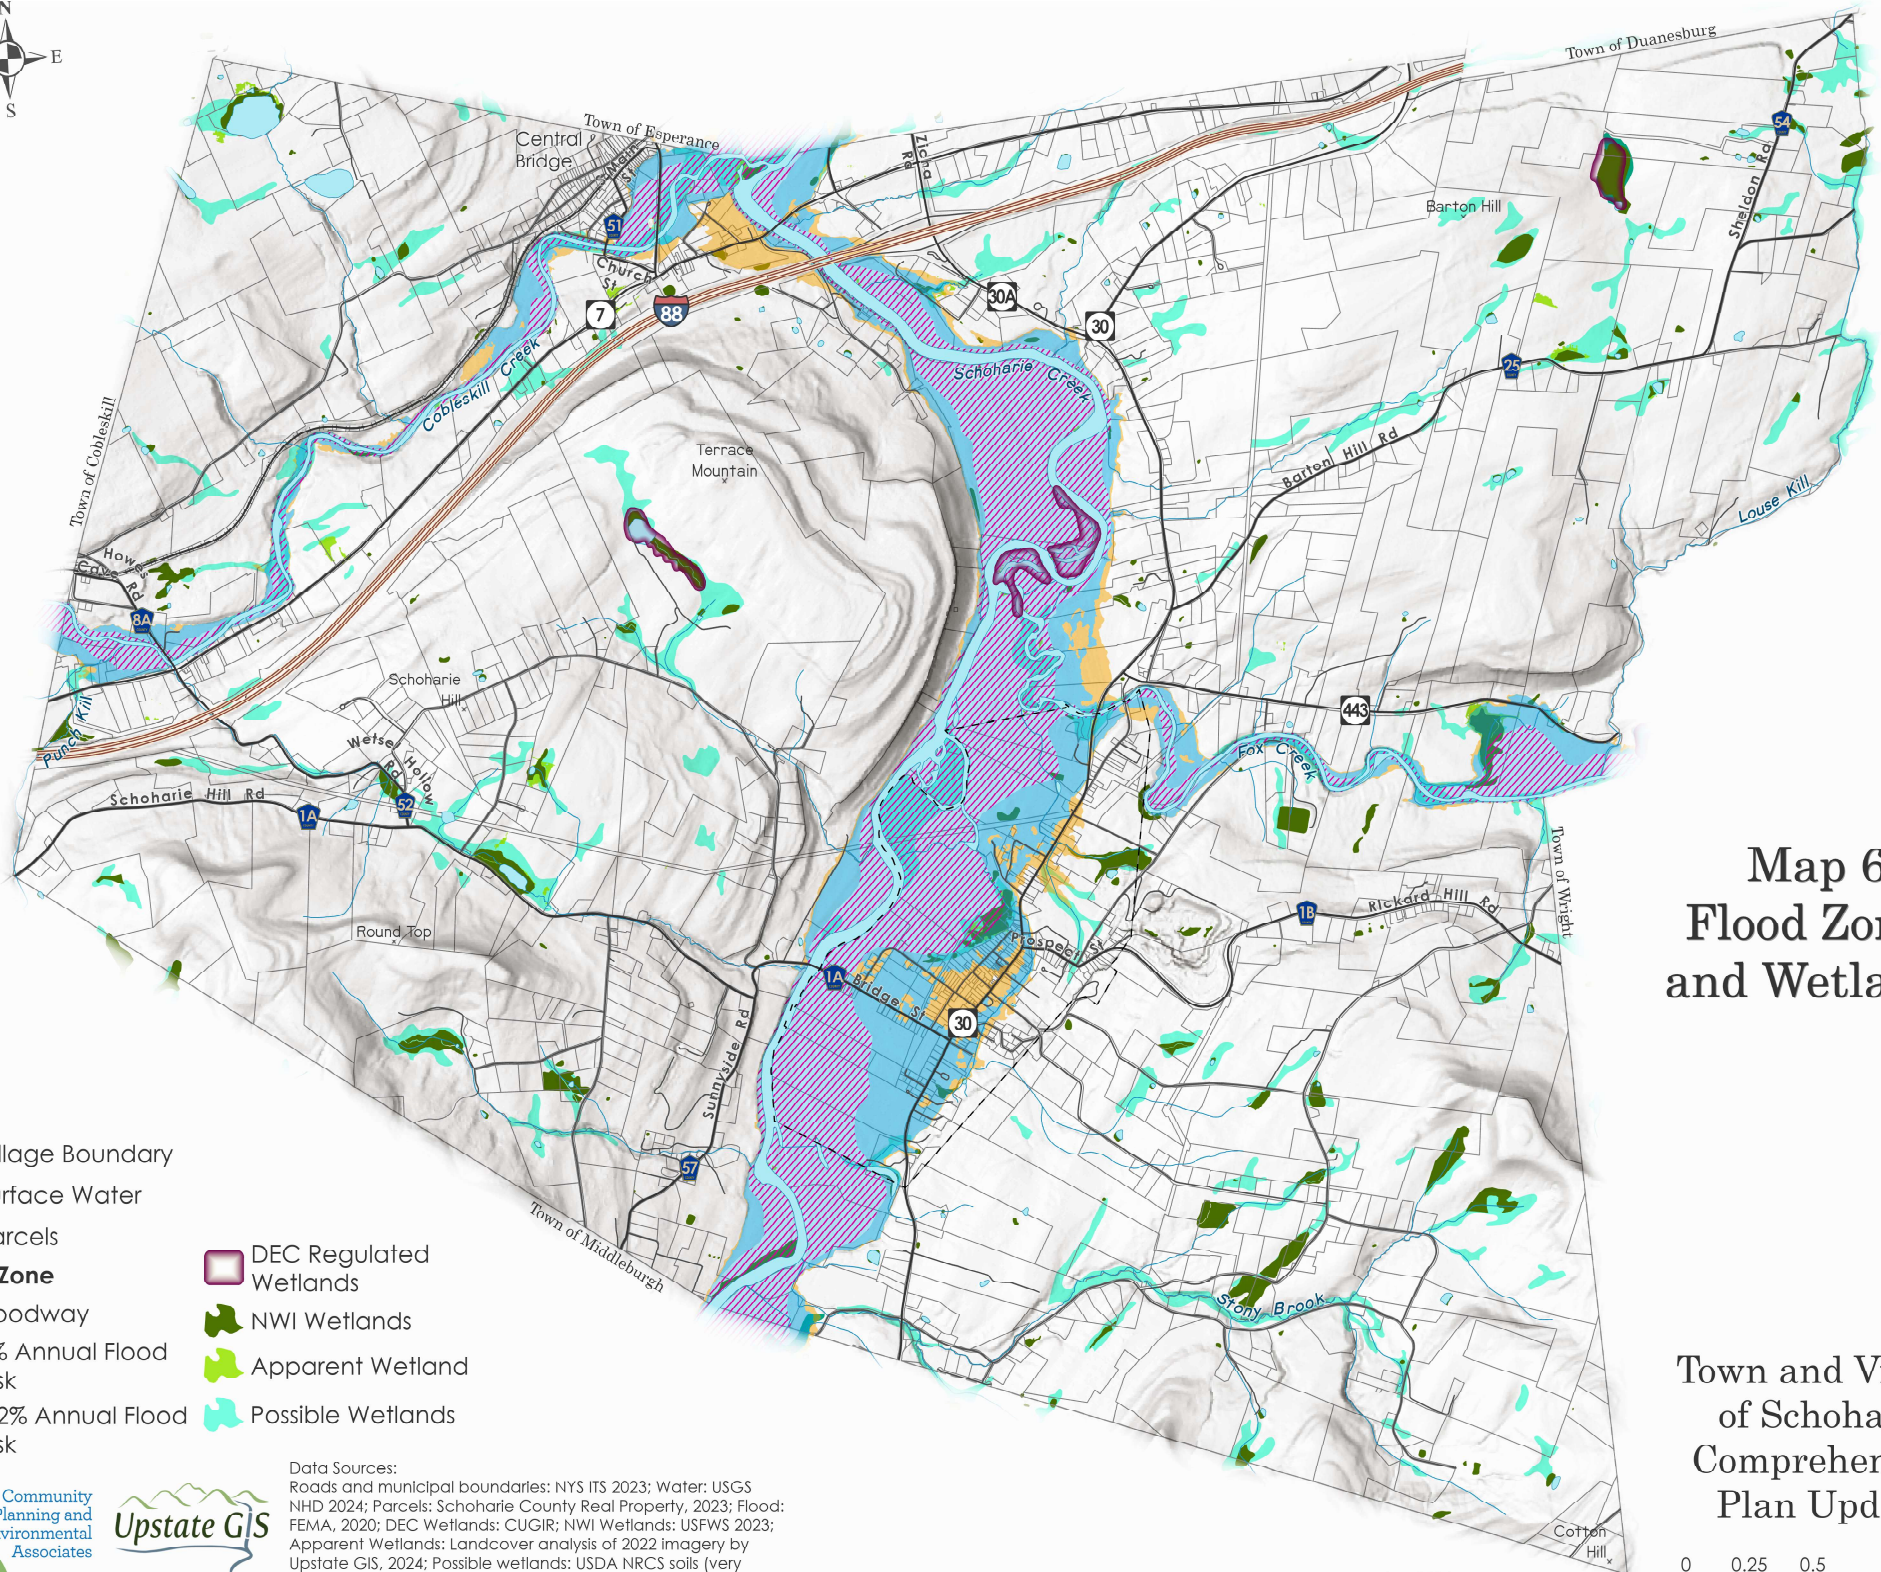 N
E
S
Town of Duanesburg
Town of Esperance
Central
Bridge
Main
St
Zicha
Rd
54
Sheldon Rd
Barton Hill
51
Church
St
7
88
30A
30
25
Schoharie Creek
Cobleskill Creek
Terrace
Mountain
Barton Hill Rd
Louse Kill
Town of Cobleskill
Howes
Cave Rd
8A
Schoharie
Hill
Punch Kill
Wetsel Hollow
Rd
52
Schoharie Hill Rd
1A
443
Fox Creek
Town of Wright
Round Top
1B
Rickard Hill Rd
Prospect St
1A
Bridge St
30
Sunnyside Rd
57
Town of Middleburgh
Stony Brook
Cotton
Hill
Map 6
Flood Zon
and Wetla
Town and Vi
of Schoha
Comprehen
Plan Upd
0 0.25 0.5
llage Boundary
urface Water
arcels
Zone
oodway
% Annual Flood
sk
2% Annual Flood
sk
DEC Regulated
Wetlands
NWI Wetlands
Apparent Wetland
Possible Wetlands
Community
Planning and
nvironmental
Associates
Upstate GIS
Data Sources:
Roads and municipal boundaries: NYS ITS 2023; Water: USGS
NHD 2024; Parcels: Schoharie County Real Property, 2023; Flood:
FEMA, 2020; DEC Wetlands: CUGIR; NWI Wetlands: USFWS 2023;
Apparent Wetlands: Landcover analysis of 2022 imagery by
Upstate GIS, 2024; Possible wetlands: USDA NRCS soils (very